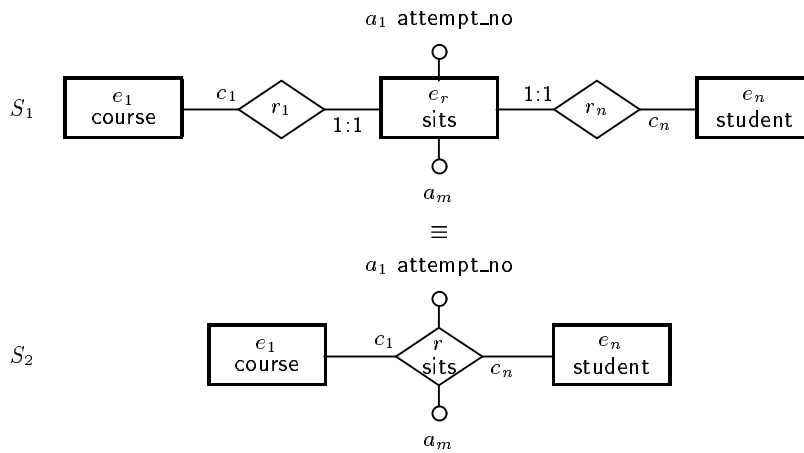 a₁ attempt_no
S₁ e₁ course c₁ r₁ 1:1 eᵣ sits 1:1 rₙ cₙ eₙ student
aₘ
≡
a₁ attempt_no
S₂ e₁ course c₁ r sits cₙ eₙ student
aₘ